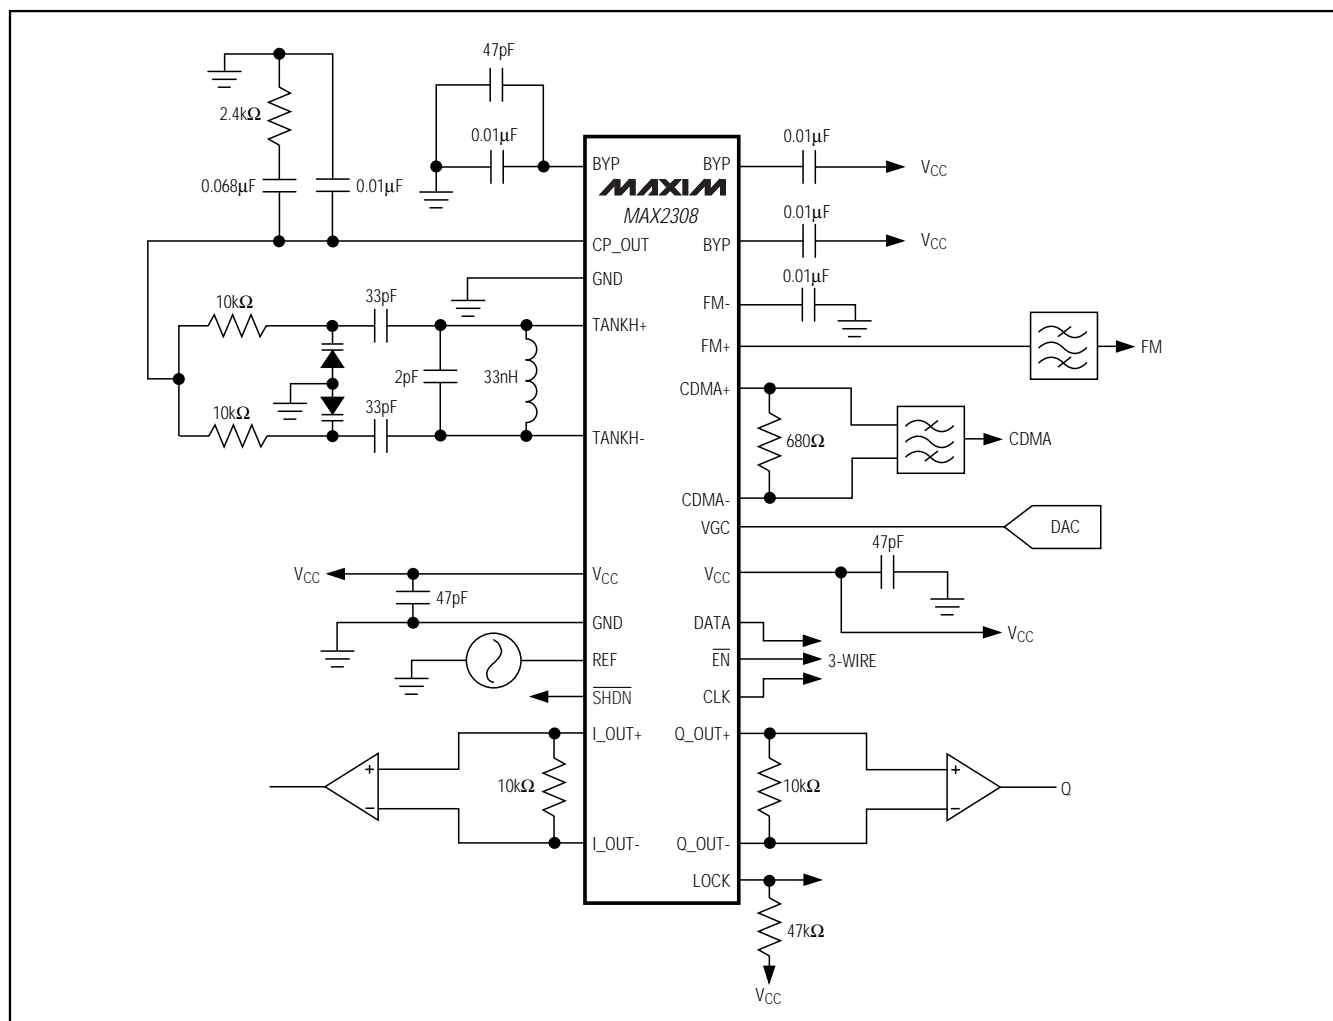 47pF
2.4kΩ
0.01µF
0.01µF
BYP
BYP
VCC
MAXIM
0.068µF
0.01µF
MAX2308
0.01µF
CP_OUT
BYP
VCC
GND
0.01µF
10kΩ
33pF
FM-
TANKH+
FM+
FM
2pF
33nH
CDMA+
10kΩ
33pF
TANKH-
680Ω
CDMA
CDMA-
VGC
DAC
47pF
VCC
VCC
VCC
47pF
GND
DATA
VCC
REF
EN
3-WIRE
SHDN
CLK
I_OUT+
Q_OUT+
+
+
10kΩ
10kΩ
Q
−
−
I_OUT-
Q_OUT-
LOCK
47kΩ
VCC